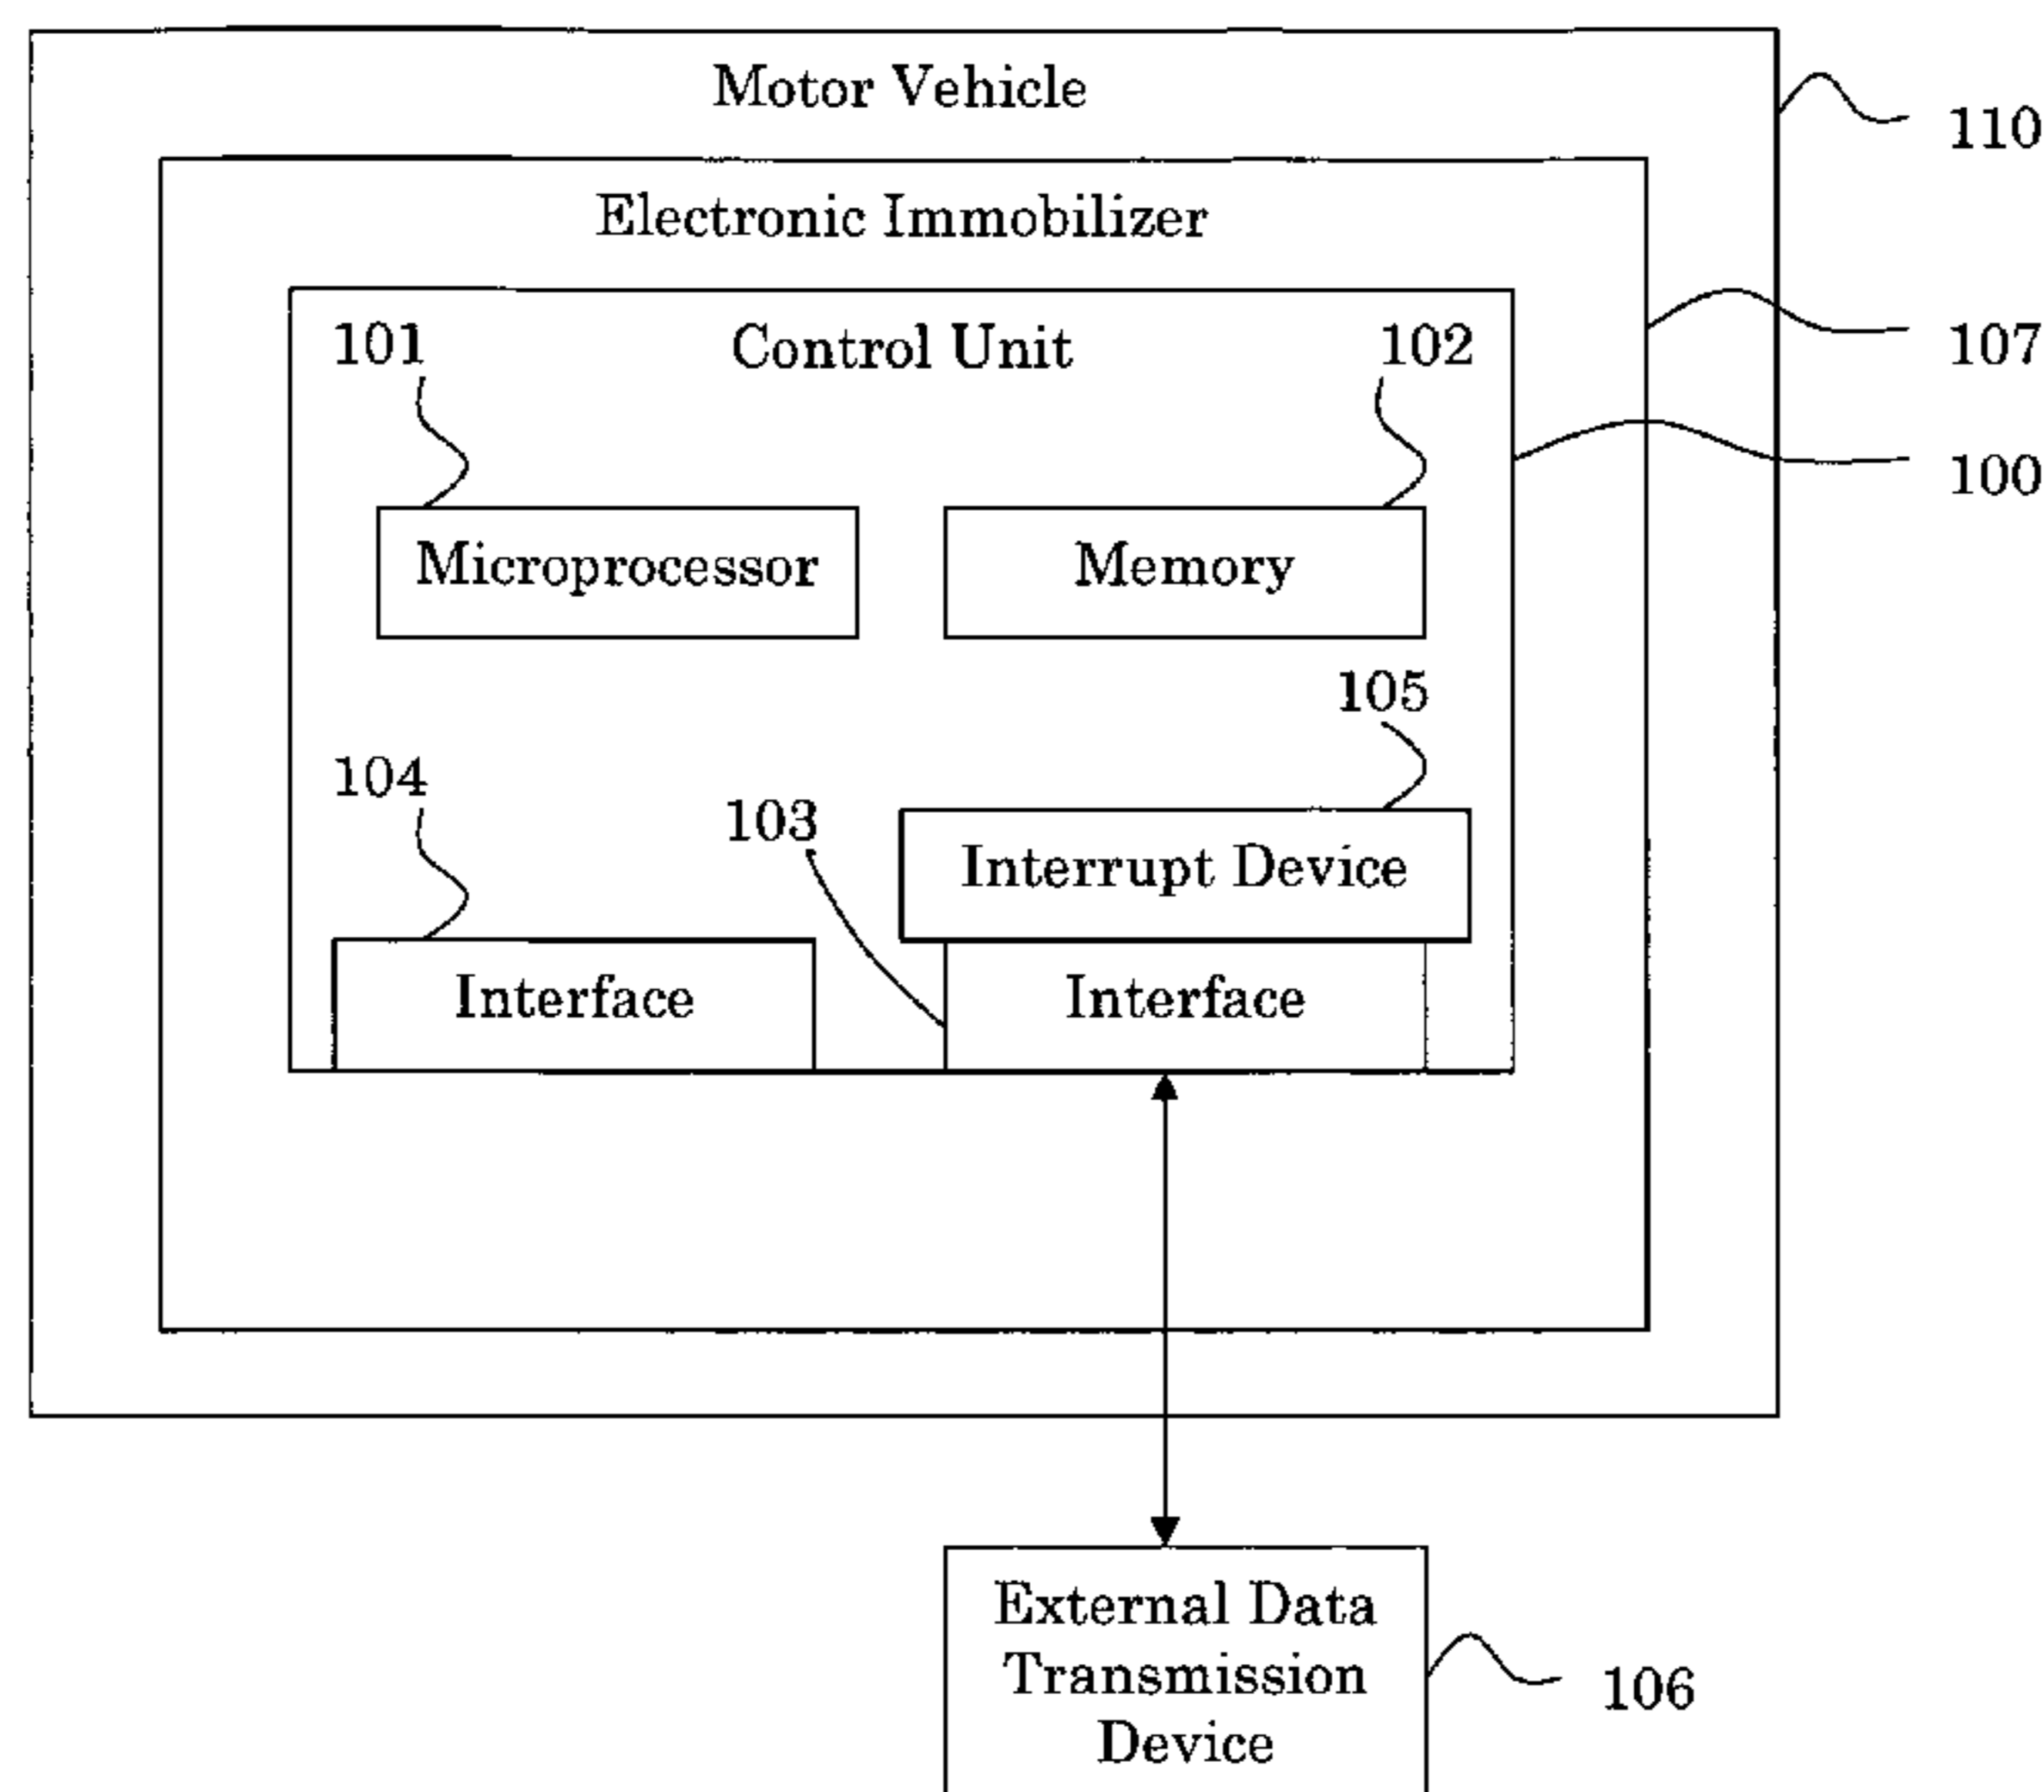 Motor Vehicle
110
Electronic Immobilizer
101
Control Unit
102
107
100
Microprocessor
Memory
105
104
103
Interrupt Device
Interface
Interface
External Data
Transmission
Device
106